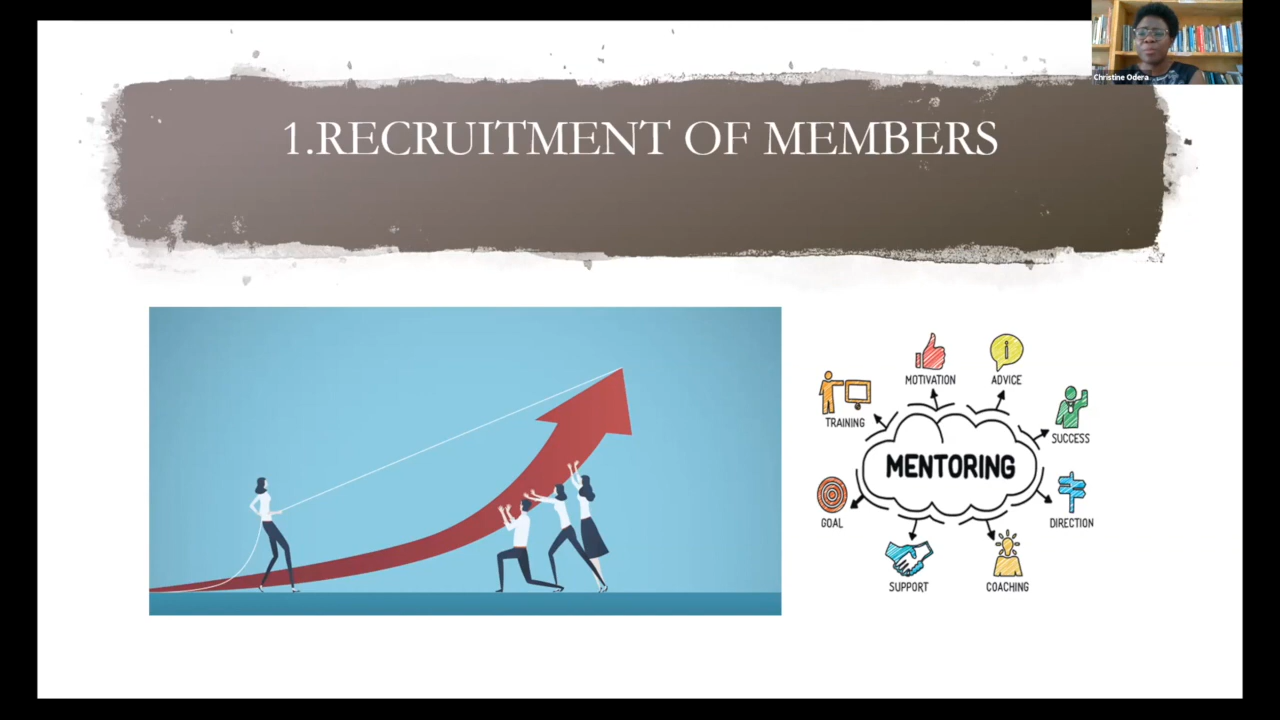 Christine Odera
1.RECRUITMENT OF MEMBERS
MOTIVATION
ADVICE
TRAINING
SUCCESS
MENTORING
GOAL
DIRECTION
SUPPORT
COACHING